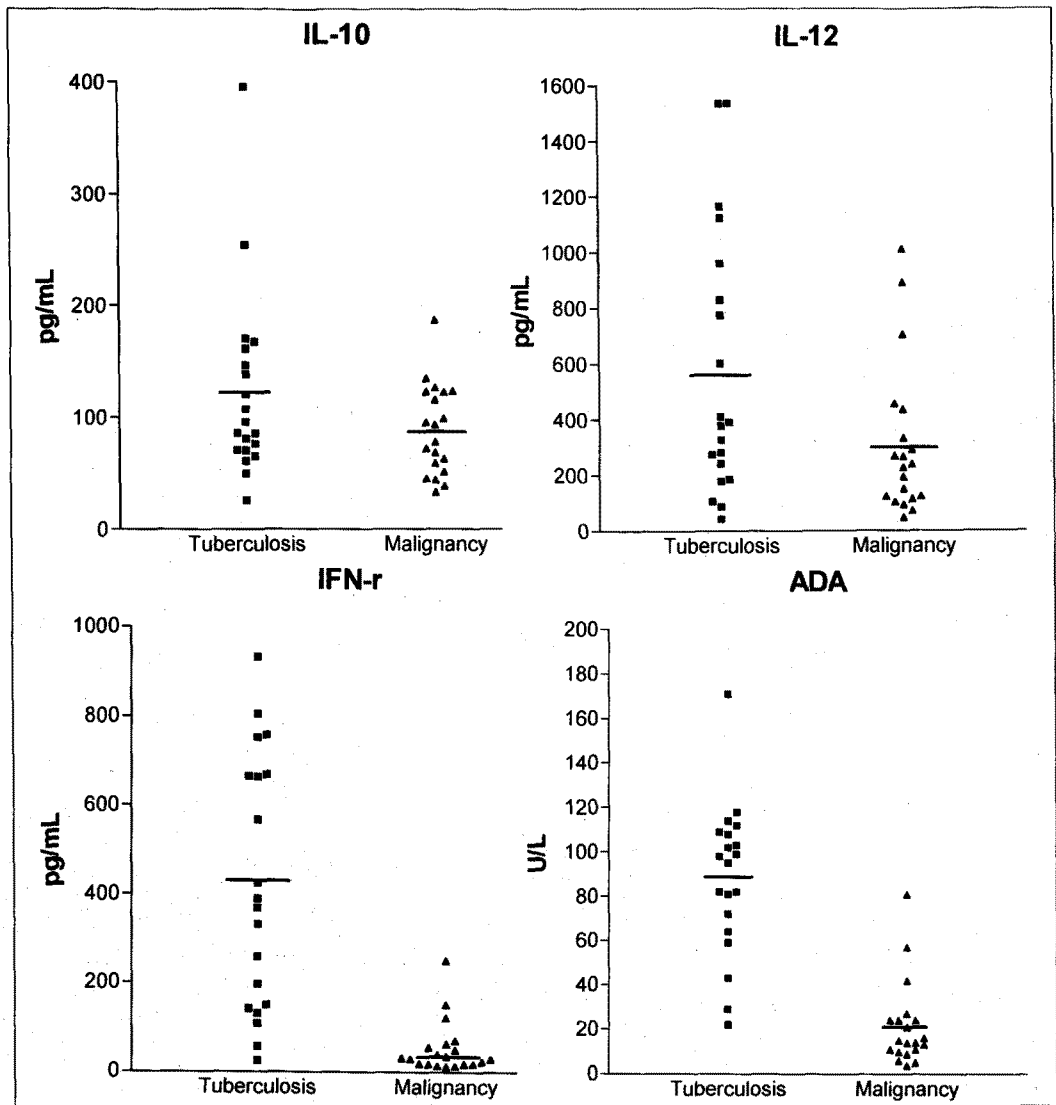 IL-10
400
300
200
100
0
pg/mL
Tuberculosis
Malignancy
IL-12
1600
1400
1200
1000
800
600
400
200
0
pg/mL
Tuberculosis
Malignancy
IFN-r
1000
800
600
400
200
0
pg/mL
Tuberculosis
Malignancy
ADA
200
180
160
140
120
100
80
60
40
20
0
U/L
Tuberculosis
Malignancy